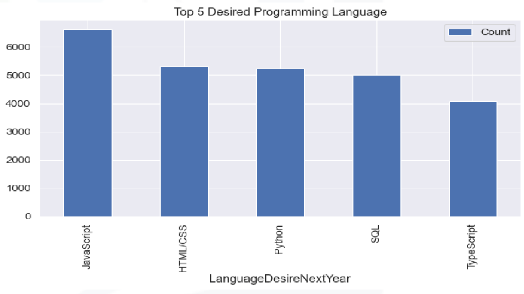 Top 5 Desired Programming Language
Count
6000
5000
4000
3000
2000
1000
0
JavaScript
HTML/CSS
Python
SQL
TypeScript
LanguageDesireNextYear